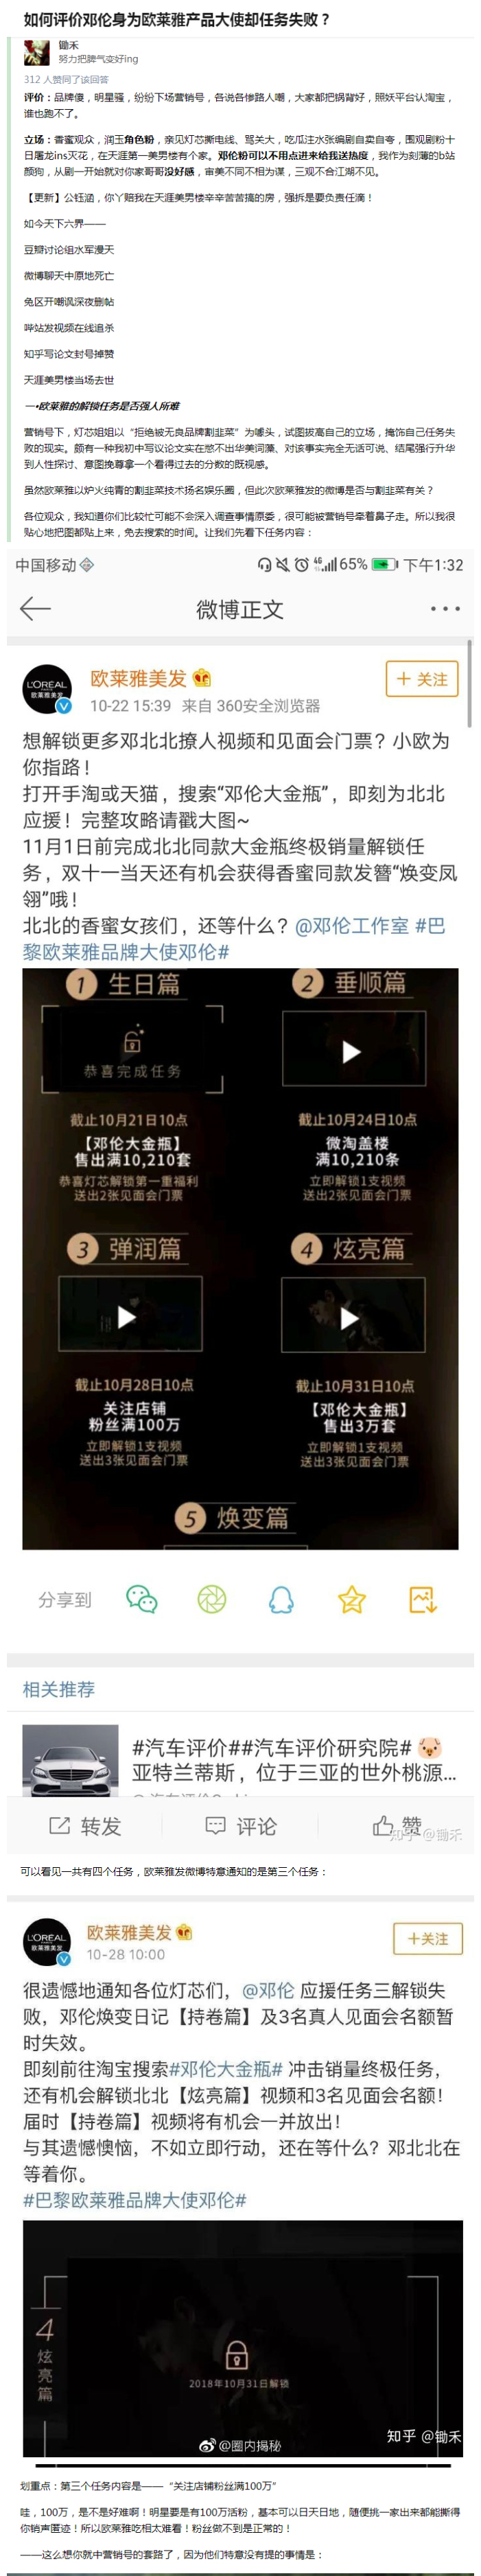 如何评价邓伦身为欧莱雅产品大使却任务失败？
锄禾
努力把脾气变好ing
312 人赞同了该回答
评价：品牌傻，明星骚，纷纷下场营销号，各说各惨路人嘲，大家都把锅背好，照妖平台认淘宝，
谁也跑不了。
立场：香蜜观众，润玉角色粉，亲见灯芯撕电线、骂关大，吃瓜注水张编剧自卖自夸，围观剧粉十
日屠龙ins灭花，在天涯第一美男楼有个家。邓伦粉可以不用点进来给我送热度，我作为刻薄的b站
颜狗，从剧一开始就对你家哥哥没好感，审美不同不相为谋，三观不合江湖不见。
【更新】公钰涵，你丫赔我在天涯美男楼辛辛苦苦搞的房，强拆是要负责任滴！
如今天下六界——
豆瓣讨论组水军漫天
微博聊天中原地死亡
兔区开嘲讽深夜删帖
哔站发视频在线追杀
知乎写论文封号掉赞
天涯美男楼当场去世
一•欧莱雅的解锁任务是否强人所难
营销号下，灯芯姐姐以“拒绝被无良品牌割韭菜”为噱头，试图拔高自己的立场，掩饰自己任务失
败的现实。颇有一种我初中写议论文实在憋不出华美词藻、对该事实完全无话可说、结尾强行升华
到人性探讨、意图挽尊拿一个看得过去的分数的既视感。
虽然欧莱雅以炉火纯青的割韭菜技术扬名娱乐圈，但此次欧莱雅发的微博是否与割韭菜有关？
各位观众，我知道你们比较忙可能不会深入调查事情原委，很可能被营销号牵着鼻子走。所以我很
贴心地把图都贴上来，免去搜索的时间。让我们先看下任务内容：
中国移动 4G 65% 下午1:32
微博正文
L'ORÉAL
欧莱雅美发
欧莱雅美发
10-22 15:39 来自 360安全浏览器
＋关注
想解锁更多邓北北撩人视频和见面会门票？小欧为
你指路！
打开手淘或天猫，搜索“邓伦大金瓶”，即刻为北北
应援！完整攻略请戳大图~
11月1日前完成北北同款大金瓶终极销量解锁任
务，双十一当天还有机会获得香蜜同款发簪“焕变凤
翎”哦！
北北的香蜜女孩们，还等什么？@邓伦工作室 #巴
黎欧莱雅品牌大使邓伦#
1 生日篇
恭喜完成任务
截止10月21日10点
【邓伦大金瓶】
售出满10,210套
恭喜灯芯解锁第一重福利
送出2张见面会门票
2 垂顺篇
截止10月24日10点
微淘盖楼
满10,210条
立即解锁1支视频
送出2张见面会门票
3 弹润篇
截止10月28日10点
关注店铺
粉丝满100万
立即解锁1支视频
送出3张见面会门票
4 炫亮篇
截止10月31日10点
【邓伦大金瓶】
售出3万套
立即解锁1支视频
送出3张见面会门票
5 焕变篇
分享到
相关推荐
#汽车评价##汽车评价研究院#
亚特兰蒂斯，位于三亚的世外桃源...
转发 评论 赞
知乎 @锄禾
可以看见一共有四个任务，欧莱雅发微博特意通知的是第三个任务：
L'ORÉAL
欧莱雅美发
欧莱雅美发
10-28 10:00
＋关注
很遗憾地通知各位灯芯们，@邓伦 应援任务三解锁失
败，邓伦焕变日记【持卷篇】及3名真人见面会名额暂
时失效。
即刻前往淘宝搜索#邓伦大金瓶# 冲击销量终极任务，
还有机会解锁北北【炫亮篇】视频和3名见面会名额！
届时【持卷篇】视频将有机会一并放出！
与其遗憾懊恼，不如立即行动，还在等什么？邓北北在
等着你。
#巴黎欧莱雅品牌大使邓伦#
4
炫
亮
篇
2018年10月31日解锁
@圈内揭秘
知乎 @锄禾
划重点：第三个任务内容是——“关注店铺粉丝满100万”
哇，100万，是不是好难啊！明星要是有100万活粉，基本可以日天日地，随便挑一家出来都能撕得
你销声匿迹！所以欧莱雅吃相太难看！粉丝做不到是正常的！
——这么想你就中营销号的套路了，因为他们特意没有提的事情是：